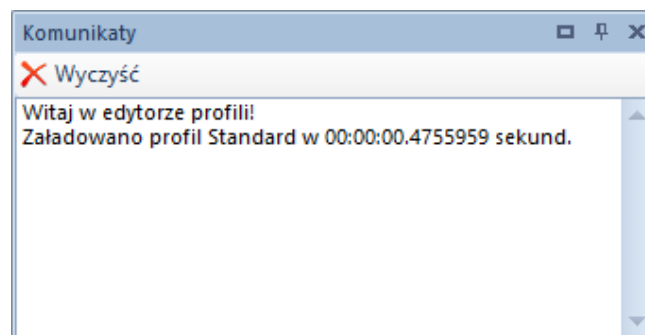 Komunikaty
Wyczyść
Witaj w edytorze profili!
Załadowano profil Standard w 00:00:00.4755959 sekund.